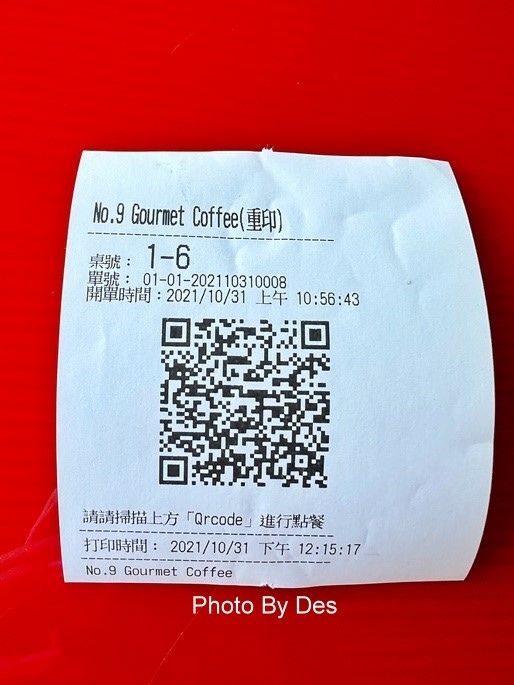 No.9 Gourmet Coffee(重印)
桌號： 1-6
單號： 01-01-202110310008
開單時間：2021/10/31 上午 10:56:43
請請掃描上方「Qrcode」進行點餐
打印時間： 2021/10/31 下午 12:15:17
No.9 Gourmet Coffee
Photo By Des